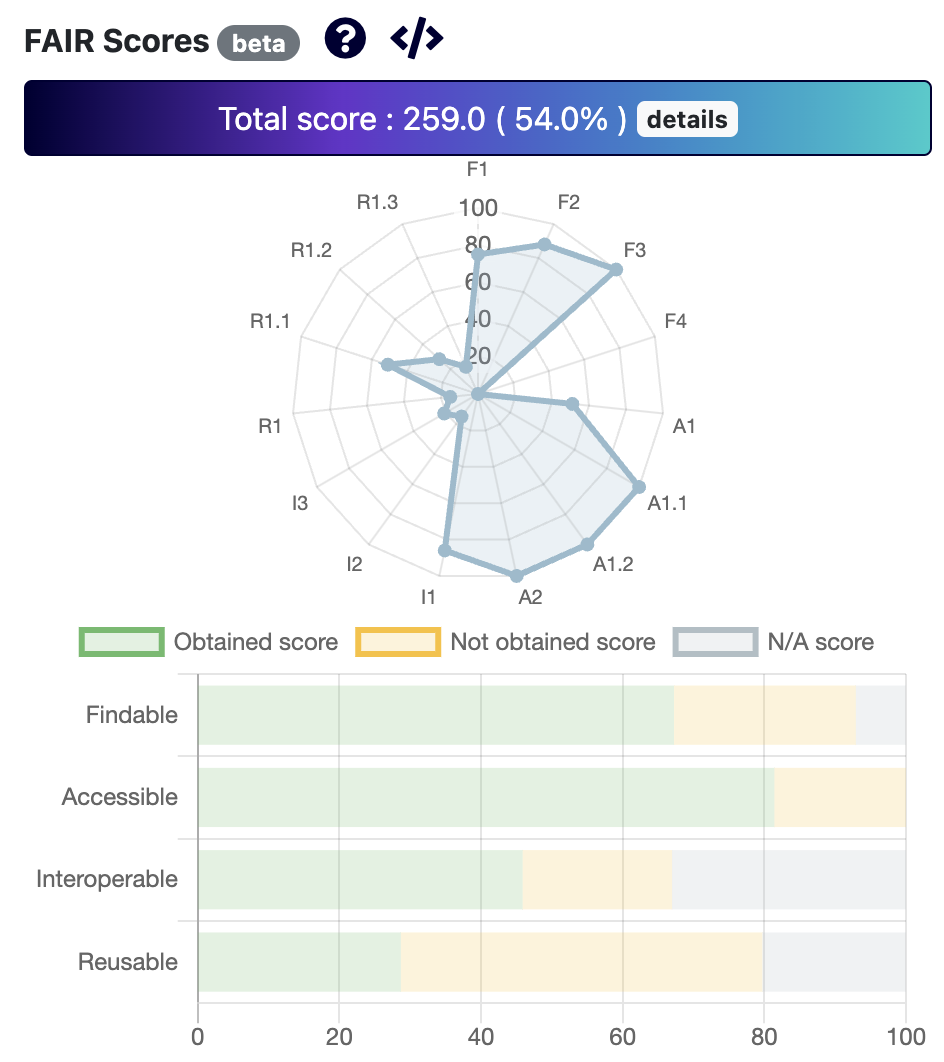 FAIR Scores beta ? </>
Total score : 259.0 ( 54.0% ) details
F1
R1.3 F2
100
R1.2 80 F3
60
R1.1 40 F4
20
R1 A1
I3 A1.1
I2 A1.2
I1 A2
Obtained score Not obtained score N/A score
Findable
Accessible
Interoperable
Reusable
0 20 40 60 80 100